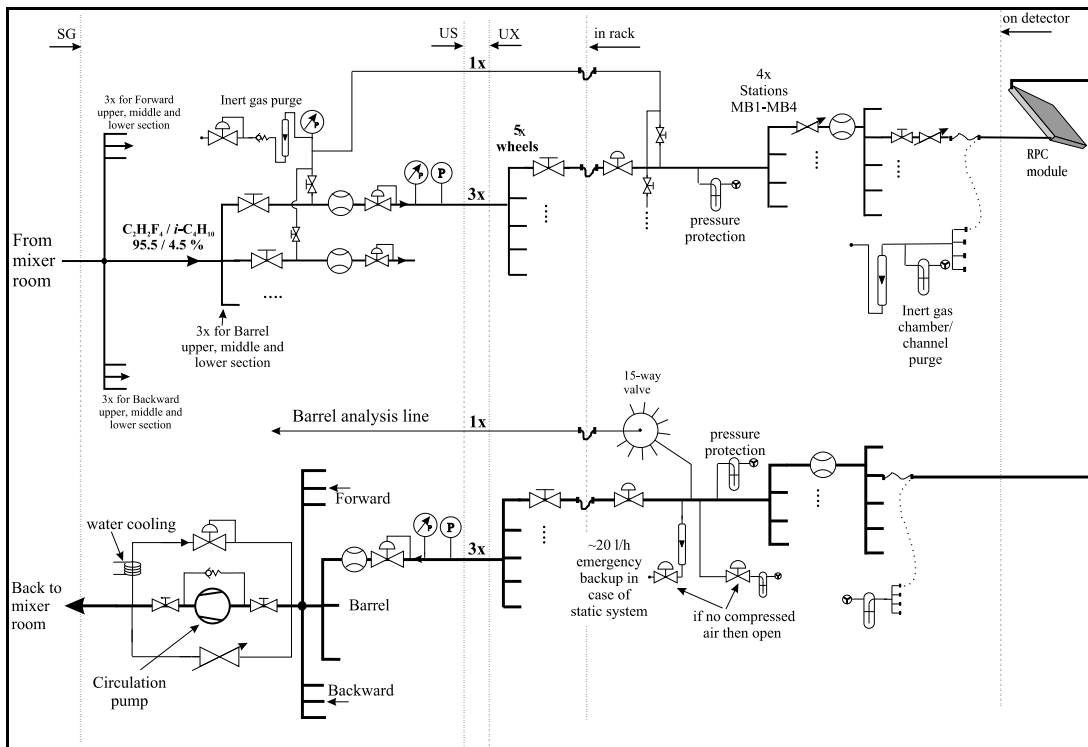 SG
US
UX
in rack
on detector
1x
3x for Forward
upper, middle and
lower section
Inert gas purge
P
4x
Stations
MB1-MB4
5x
wheels
P
P
3x
RPC
module
pressure
protection
From
mixer
room
C₂H₂F₄ / i-C₄H₁₀
95.5 / 4.5 %
....
3x for Barrel
upper, middle and
lower section
Inert gas
chamber/
channel
purge
3x for Backward
upper, middle and
lower section
15-way
valve
Barrel analysis line
1x
pressure
protection
Forward
water cooling
P
P
3x
~20 l/h
emergency
backup in
case of
static system
Back to
mixer
room
Barrel
if no compressed
air then open
Circulation
pump
Backward